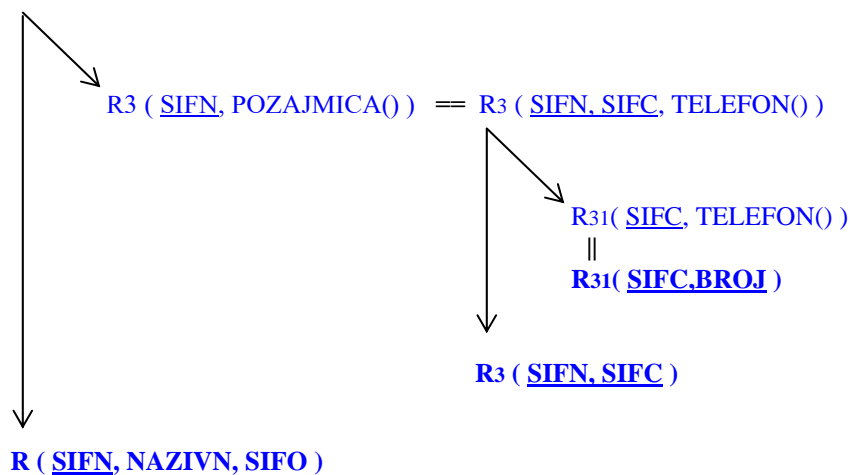 R3 ( SIFN, POZAJMICA() ) == R3 ( SIFN, SIFC, TELEFON() )
R31( SIFC, TELEFON() )
||
R31( SIFC,BROJ )
R3 ( SIFN, SIFC )
R ( SIFN, NAZIVN, SIFO )